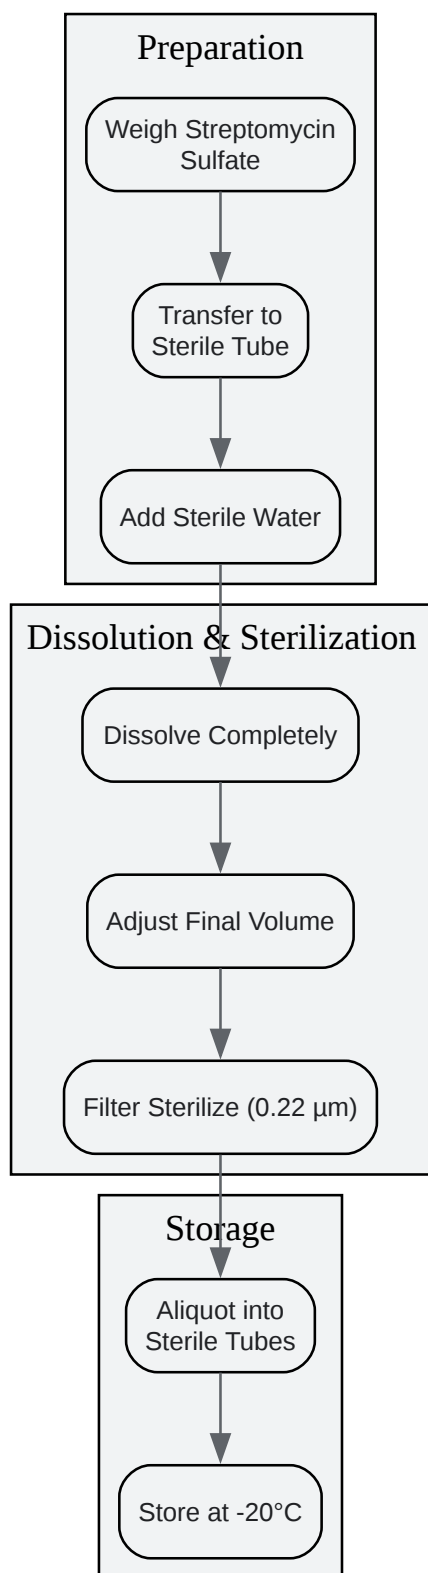 Preparation
Weigh Streptomycin
Sulfate
Transfer to
Sterile Tube
Add Sterile Water
Dissolution & Sterilization
Dissolve Completely
Adjust Final Volume
Filter Sterilize (0.22 µm)
Storage
Aliquot into
Sterile Tubes
Store at -20°C